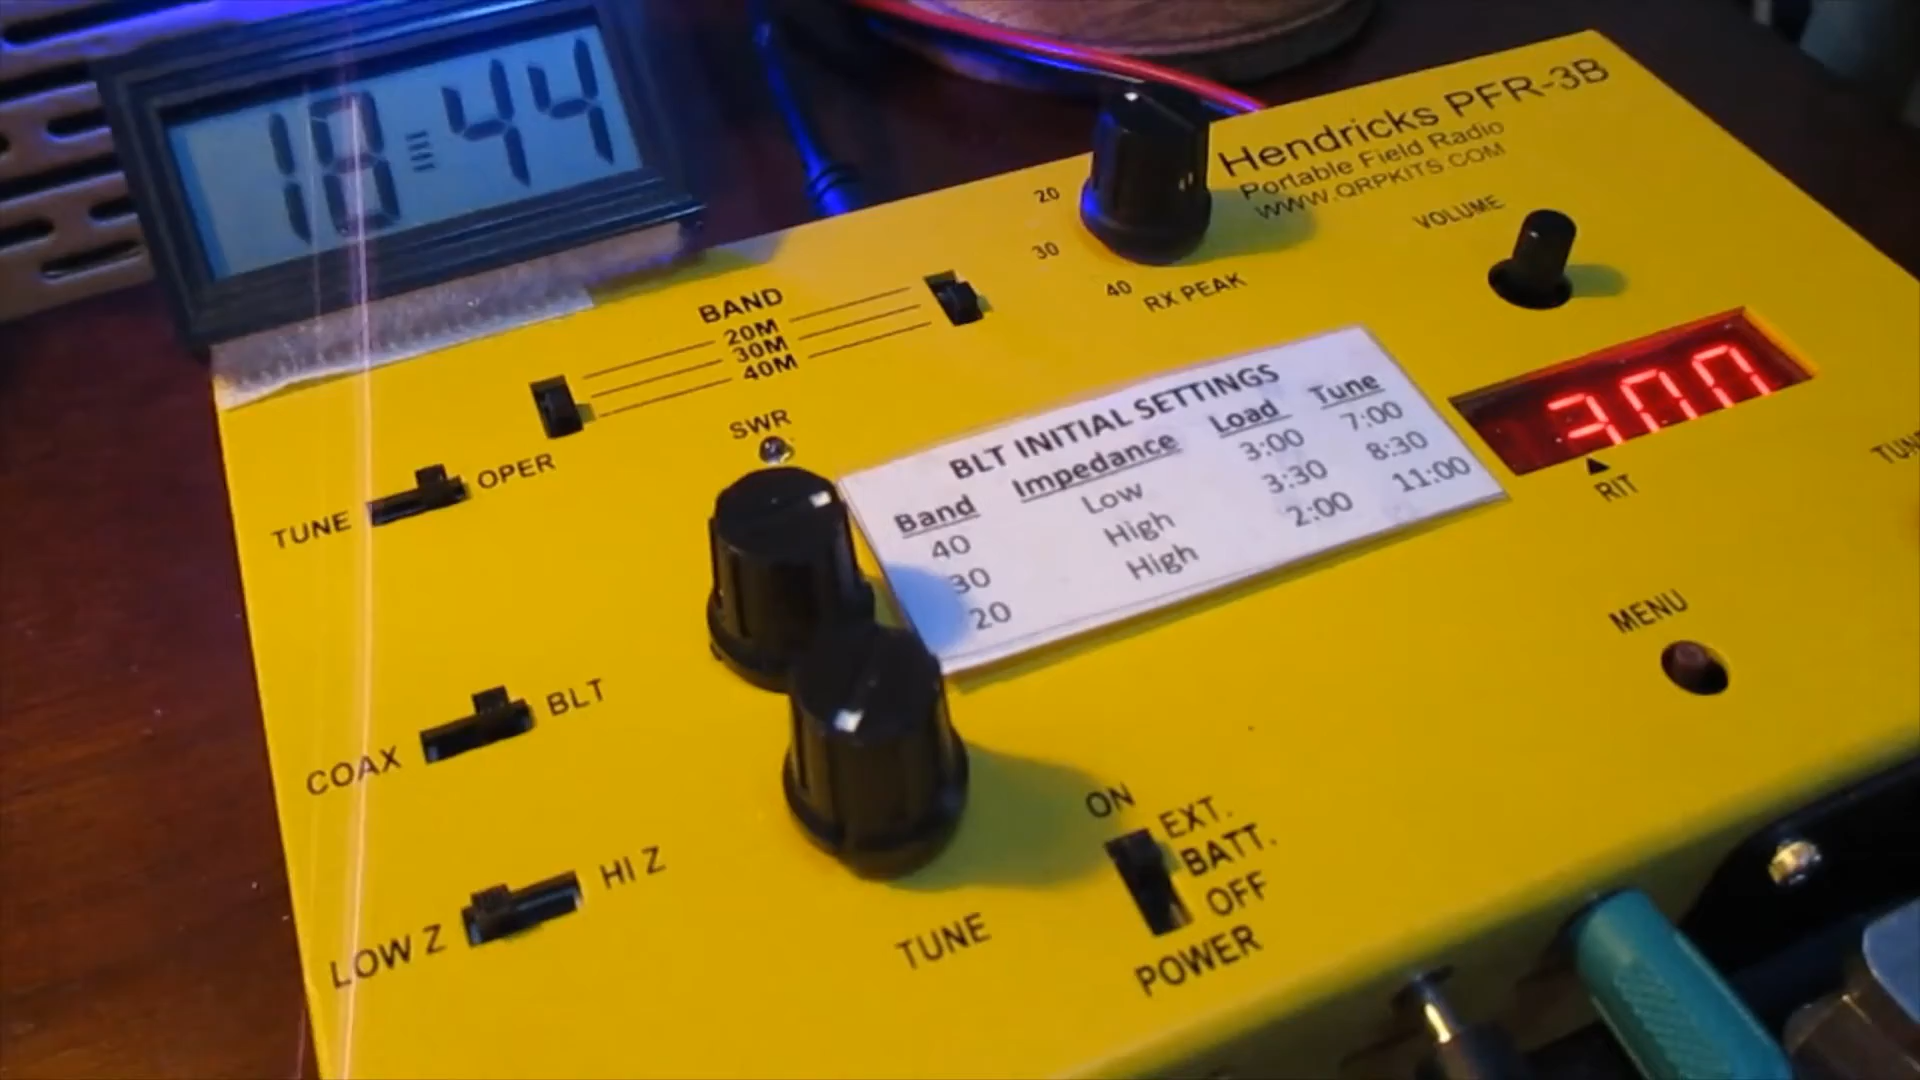 18:44
Hendricks PFR-3B
Portable Field Radio
WWW.QRPKITS.COM
20
30
40
RX PEAK
VOLUME
BAND
20M
30M
40M
SWR
TUNE OPER
BLT INITIAL SETTINGS
Band Impedance Load Tune
40 Low 3:00 7:00
30 High 3:30 8:30
20 High 2:00 11:00
300
RIT
MENU
COAX BLT
LOW Z HI Z
TUNE
ON
EXT.
BATT.
OFF
POWER